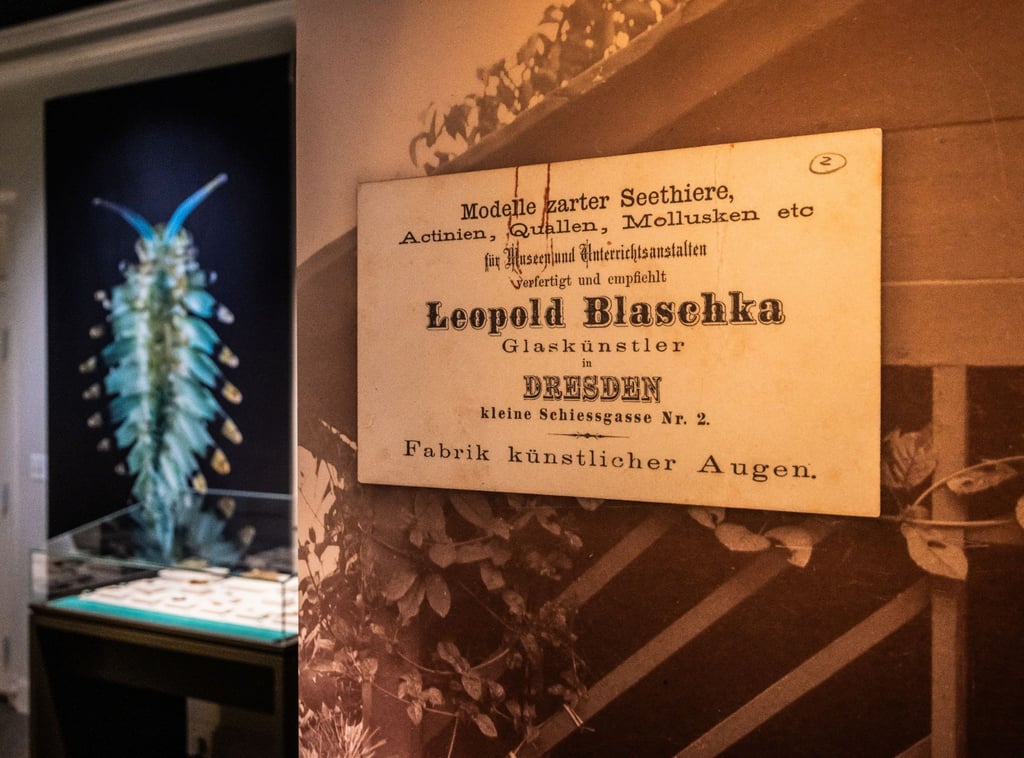 2
Modelle zarter Seethiere,
Actinien, Quallen, Mollusken etc
für Museen und Unterrichtsanstalten
verfertigt und empfiehlt
Leopold Blaschka
Glaskünstler
in
DRESDEN
kleine Schiessgasse Nr. 2.
Fabrik künstlicher Augen.